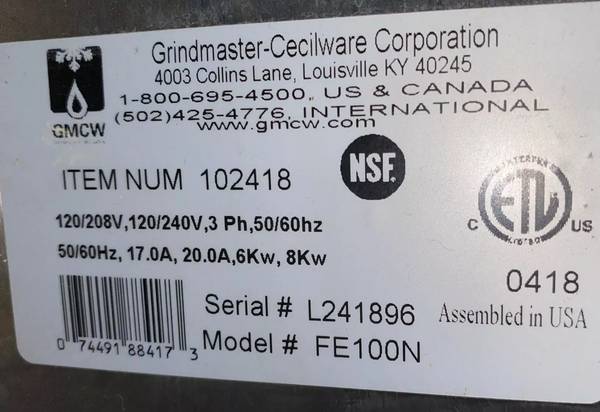 Grindmaster-Cecilware Corporation
4003 Collins Lane, Louisville KY 40245
1-800-695-4500, US & CANADA
(502)425-4776, INTERNATIONAL
www.gmcw.com
GMCW
ITEM NUM 102418
NSF.
120/208V,120/240V,3 Ph,50/60hz
50/60Hz, 17.0A, 20.0A,6Kw, 8Kw
C ETL US
INTERTEK
0418
Serial # L241896
Assembled in USA
Model # FE100N
0 74491 88417 3